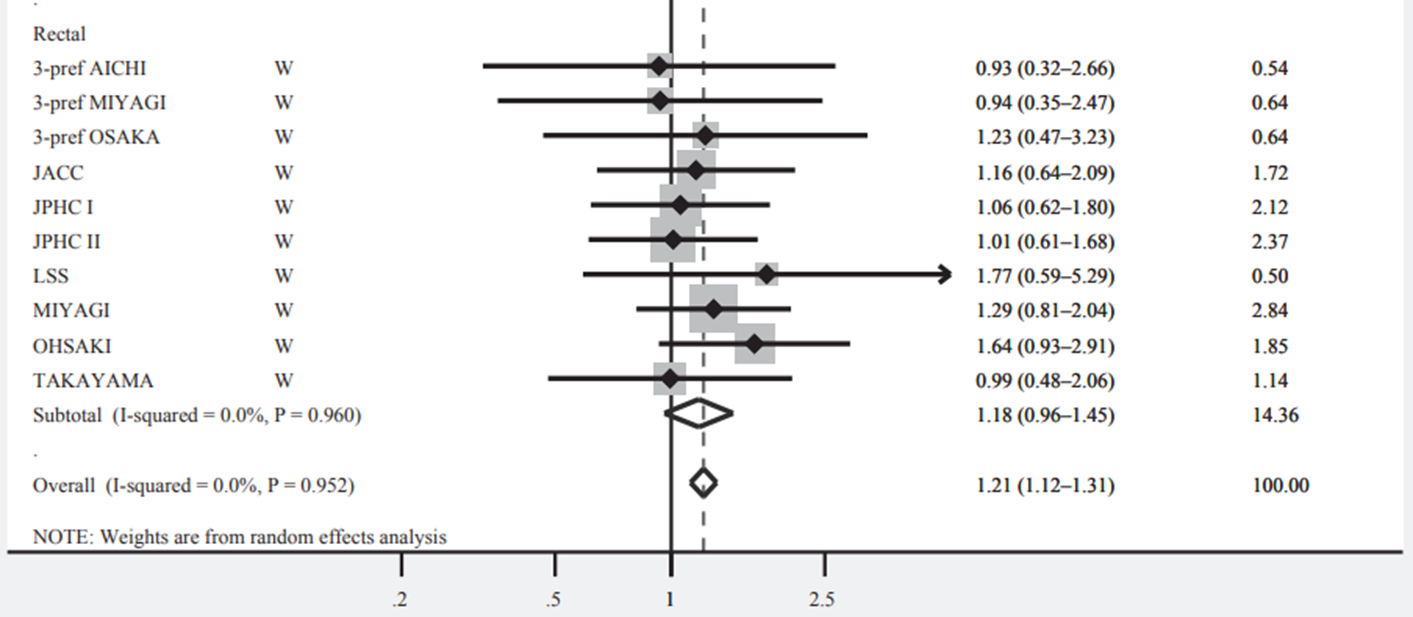 .
Rectal
3-pref AICHI W 0.93 (0.32–2.66) 0.54
3-pref MIYAGI W 0.94 (0.35–2.47) 0.64
3-pref OSAKA W 1.23 (0.47–3.23) 0.64
JACC W 1.16 (0.64–2.09) 1.72
JPHC I W 1.06 (0.62–1.80) 2.12
JPHC II W 1.01 (0.61–1.68) 2.37
LSS W 1.77 (0.59–5.29) 0.50
MIYAGI W 1.29 (0.81–2.04) 2.84
OHSAKI W 1.64 (0.93–2.91) 1.85
TAKAYAMA W 0.99 (0.48–2.06) 1.14
Subtotal (I-squared = 0.0%, P = 0.960) 1.18 (0.96–1.45) 14.36
.
Overall (I-squared = 0.0%, P = 0.952) 1.21 (1.12–1.31) 100.00
NOTE: Weights are from random effects analysis
.2 .5 1 2.5